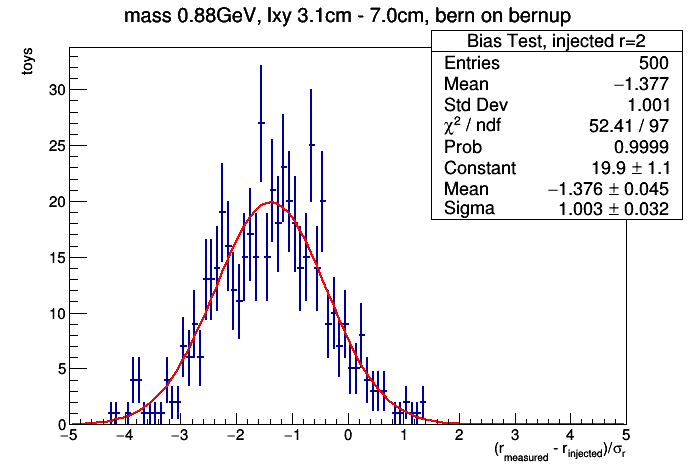 mass 0.88GeV, lxy 3.1cm - 7.0cm, bern on bernup
toys
Bias Test, injected r=2
Entries 500
Mean −1.377
Std Dev 1.001
χ² / ndf 52.41 / 97
Prob 0.9999
Constant 19.9 ± 1.1
Mean −1.376 ± 0.045
Sigma 1.003 ± 0.032
30
25
20
15
10
5
0
−5 −4 −3 −2 −1 0 1 2 3 4 5
(r_measured - r_injected)/σ_r